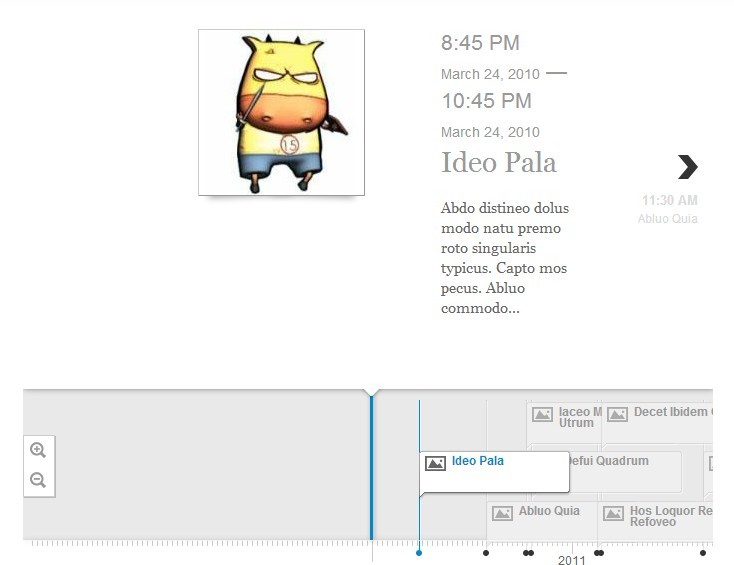 8:45 PM
March 24, 2010 —
10:45 PM
March 24, 2010
Ideo Pala
Abdo distineo dolus
modo natu premo
roto singularis
typicus. Capto mos
pecus. Abluo
commodo...
11:30 AM
Abluo Quia
15
Iaceo M
Utrum
Decet Ibidem
Ideo Pala
Defui Quadrum
Abluo Quia
Hos Loquor Re
Refoveo
2011